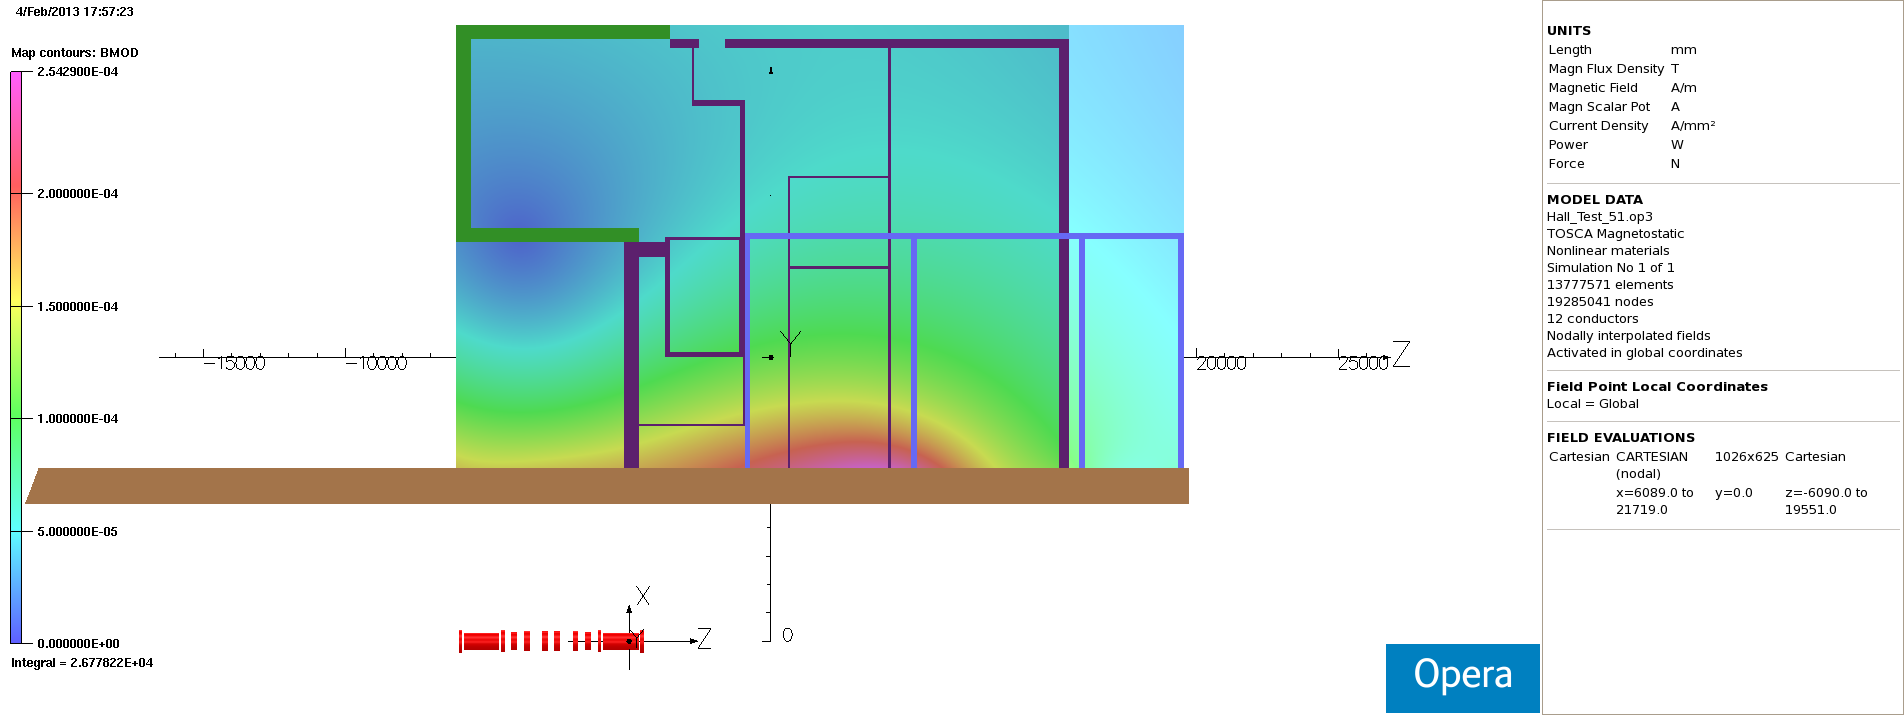 4/Feb/2013 17:57:23
Map contours: BMOD
2.542900E-04
2.000000E-04
1.500000E-04
1.000000E-04
5.000000E-05
0.000000E+00
Integral = 2.677822E+04
-15000
-10000
Y
20000
25000
Z
X
Y
Z
0
Opera
UNITS
Length mm
Magn Flux Density T
Magnetic Field A/m
Magn Scalar Pot A
Current Density A/mm²
Power W
Force N
MODEL DATA
Hall_Test_51.op3
TOSCA Magnetostatic
Nonlinear materials
Simulation No 1 of 1
13777571 elements
19285041 nodes
12 conductors
Nodally interpolated fields
Activated in global coordinates
Field Point Local Coordinates
Local = Global
FIELD EVALUATIONS
Cartesian CARTESIAN 1026x625 Cartesian
(nodal)
x=6089.0 to y=0.0 z=-6090.0 to
21719.0 19551.0